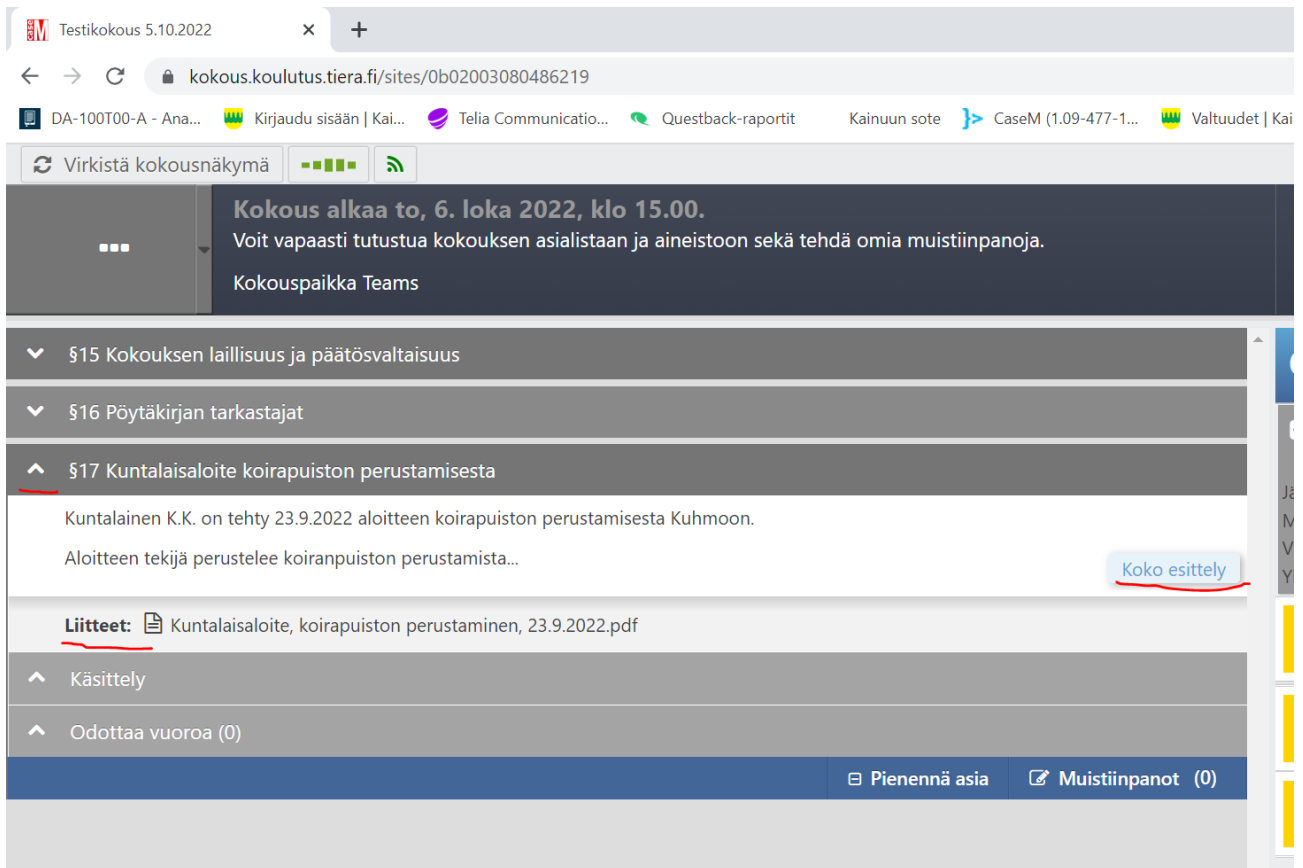 Testikokous 5.10.2022
kokous.koulutus.tiera.fi/sites/0b02003080486219
DA-100T00-A - Ana... Kirjaudu sisään | Kai... Telia Communicatio... Questback-raportit Kainuun sote CaseM (1.09-477-1... Valtuudet | Kai
Virkistä kokousnäkymä
Kokous alkaa to, 6. loka 2022, klo 15.00.
Voit vapaasti tutustua kokouksen asialistaan ja aineistoon sekä tehdä omia muistiinpanoja.
Kokouspaikka Teams
§15 Kokouksen laillisuus ja päätösvaltaisuus
§16 Pöytäkirjan tarkastajat
§17 Kuntalaisaloite koirapuiston perustamisesta
Kuntalainen K.K. on tehty 23.9.2022 aloitteen koirapuiston perustamisesta Kuhmoon.
Aloitteen tekijä perustelee koiranpuiston perustamista...
Koko esittely
Liitteet: Kuntalaisaloite, koirapuiston perustaminen, 23.9.2022.pdf
Käsittely
Odottaa vuoroa (0)
Pienennä asia Muistiinpanot (0)